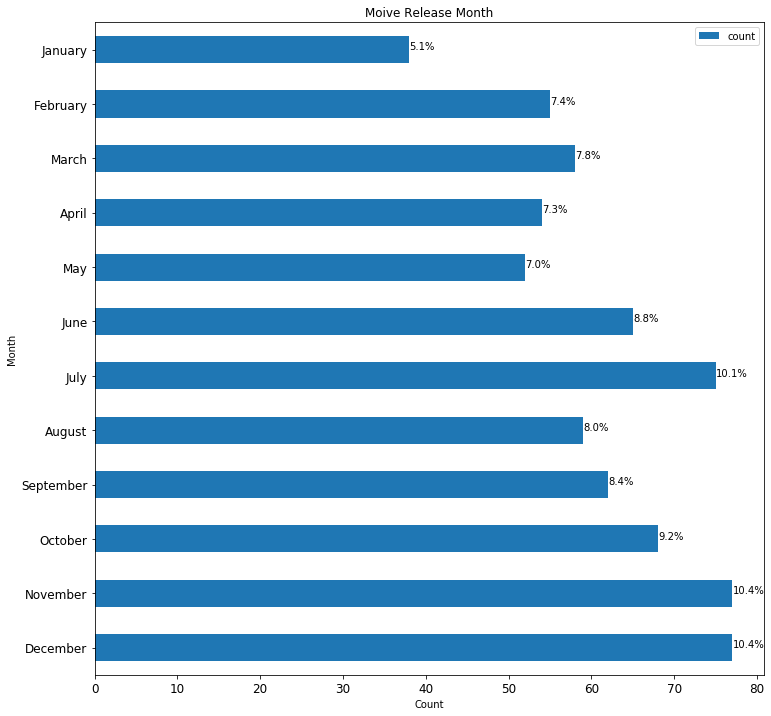 Moive Release Month
count
January 5.1%
February 7.4%
March 7.8%
April 7.3%
May 7.0%
June 8.8%
July 10.1%
August 8.0%
September 8.4%
October 9.2%
November 10.4%
December 10.4%
Month
0 10 20 30 40 50 60 70 80
Count